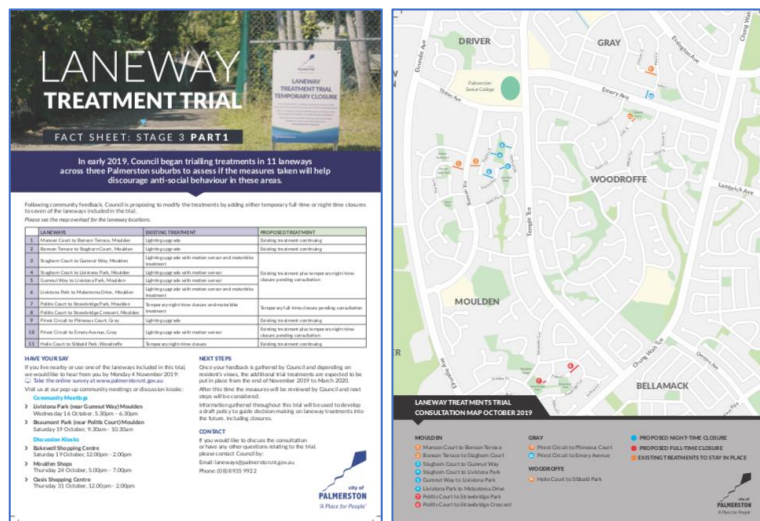 LANEWAY
TREATMENT TRIAL
FACT SHEET: STAGE 3 PART1
LANEWAY
TREATMENT TRIAL
TEMPORARY CLOSURE
In early 2019, Council began trialling treatments in 11 laneways
across three Palmerston suburbs to assess if the measures taken will help
discourage anti-social behaviour in these areas.
Following community feedback, Council is proposing to modify the treatments by adding either temporary full-time or night-time closures
to seven of the laneways included in the trial.
Please see the map overleaf for the laneway locations.
LANEWAYS EXISTING TREATMENT PROPOSED TREATMENT
1 Manson Court to Bonson Terrace, Moulden Lighting upgrade Existing treatment continuing
2 Bonson Terrace to Staghorn Court, Moulden Lighting upgrade Existing treatment continuing
3 Staghorn Court to Gumnut Way, Moulden Lighting upgrade with motion sensor and motorbike treatment
4 Staghorn Court to Livistona Park, Moulden Lighting upgrade with motion sensor Existing treatment plus temporary night-time closure pending consultation
5 Gumnut Way to Livistona Park, Moulden Lighting upgrade with motion sensor
6 Livistona Park to Melastoma Drive, Moulden Lighting upgrade with motion sensor and motorbike treatment
7 Politis Court to Strawbridge Park, Moulden Temporary night-time closure and motorbike treatment Temporary full-time closure pending consultation
8 Politis Court to Strawbridge Crescent, Moulden
9 Priest Circuit to Phineaus Court, Gray Lighting upgrade Existing treatment continuing
10 Priest Circuit to Emery Avenue, Gray Lighting upgrade with motion sensor Existing treatment plus temporary night-time closure pending consultation
11 Hollis Court to Sibbald Park, Woodroffe Temporary night-time closure Existing treatment continuing
HAVE YOUR SAY
If you live nearby or use one of the laneways included in this trial,
we would like to hear from you by Monday 4 November 2019:
Take the online survey at www.palmerston.nt.gov.au
Visit us at our pop-up community meetings or discussion kiosks:
Community Meetings
Livistona Park (near Gumnut Way) Moulden
Wednesday 16 October, 5.30pm - 6.30pm
Beaumont Park (near Politis Court) Moulden
Saturday 19 October, 9.30am - 10.30am
Discussion Kiosks
Bakewell Shopping Centre
Saturday 19 October, 12.00pm - 2.00pm
Moulden Shops
Thursday 24 October, 5.00pm - 7.00pm
Oasis Shopping Centre
Thursday 31 October, 12.00pm - 2.00pm
NEXT STEPS
Once your feedback is gathered by Council and depending on
resident's views, the additional trial treatments are expected to be
put in place from the end of November 2019 to March 2020.
After this time the measures will be reviewed by Council and next
steps will be considered.
Information gathered throughout this trial will be used to develop
a draft policy to guide decision-making on laneway treatments into
the future, including closures.
CONTACT
If you would like to discuss the consultation
or have any other questions relating to the trial,
please contact Council by:
Email: laneways@palmerston.nt.gov.au
Phone: (08) 8935 9922
city of
PALMERSTON
'A Place for People'
DRIVER
GRAY
Palmerston
Senior College
Emery Ave
WOODROFFE
Temple Tce
Lambrick Ave
MOULDEN
Chung Wah Tce
BELLAMACK
LANEWAY TREATMENTS TRIAL
CONSULTATION MAP OCTOBER 2019
MOULDEN
1 Manson Court to Bonson Terrace
2 Bonson Terrace to Staghorn Court
3 Staghorn Court to Gumnut Way
4 Staghorn Court to Livistona Park
5 Gumnut Way to Livistona Park
6 Livistona Park to Melastoma Drive
7 Politis Court to Strawbridge Park
8 Politis Court to Strawbridge Crescent
GRAY
9 Priest Circuit to Phineaus Court
10 Priest Circuit to Emery Avenue
WOODROFFE
11 Hollis Court to Sibbald Park
PROPOSED NIGHT-TIME CLOSURE
PROPOSED FULL-TIME CLOSURE
EXISTING TREATMENTS TO STAY IN PLACE
city of
PALMERSTON
'A Place for People'